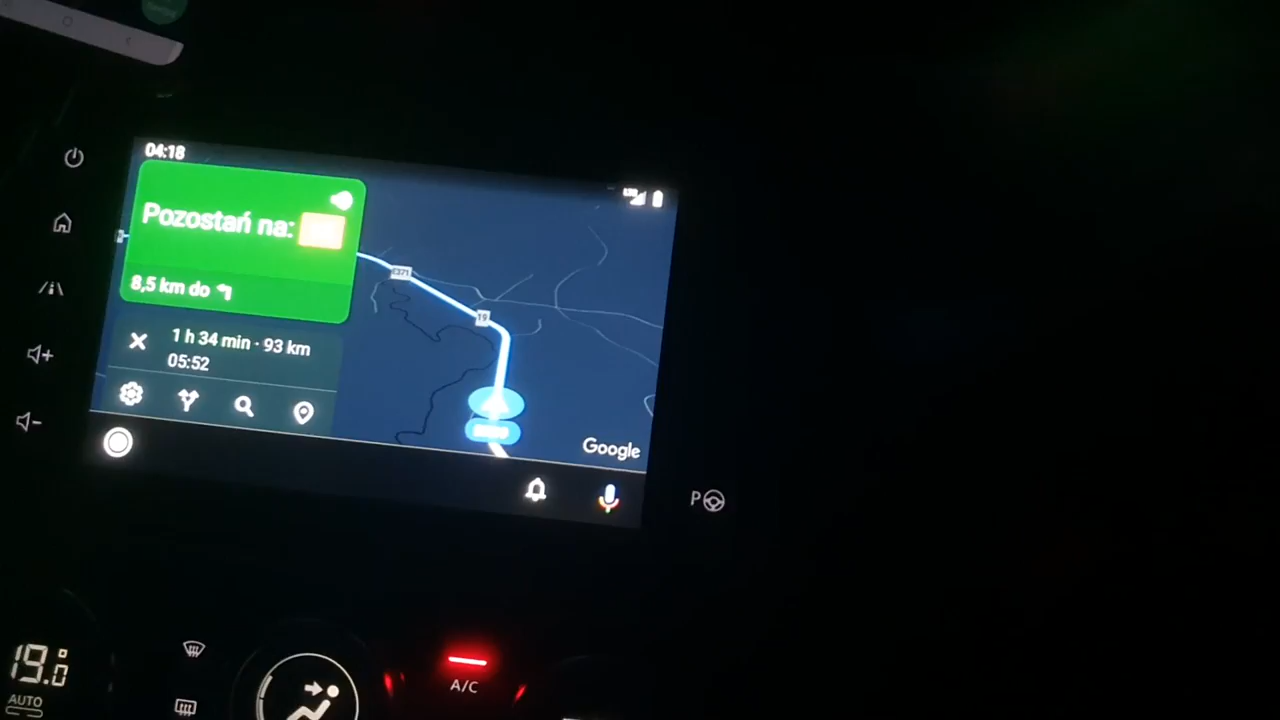 04:18
LTE
Pozostań na:
8,5 km do
1 h 34 min · 93 km
05:52
E371
19
Google
P
19.0
AUTO
A/C